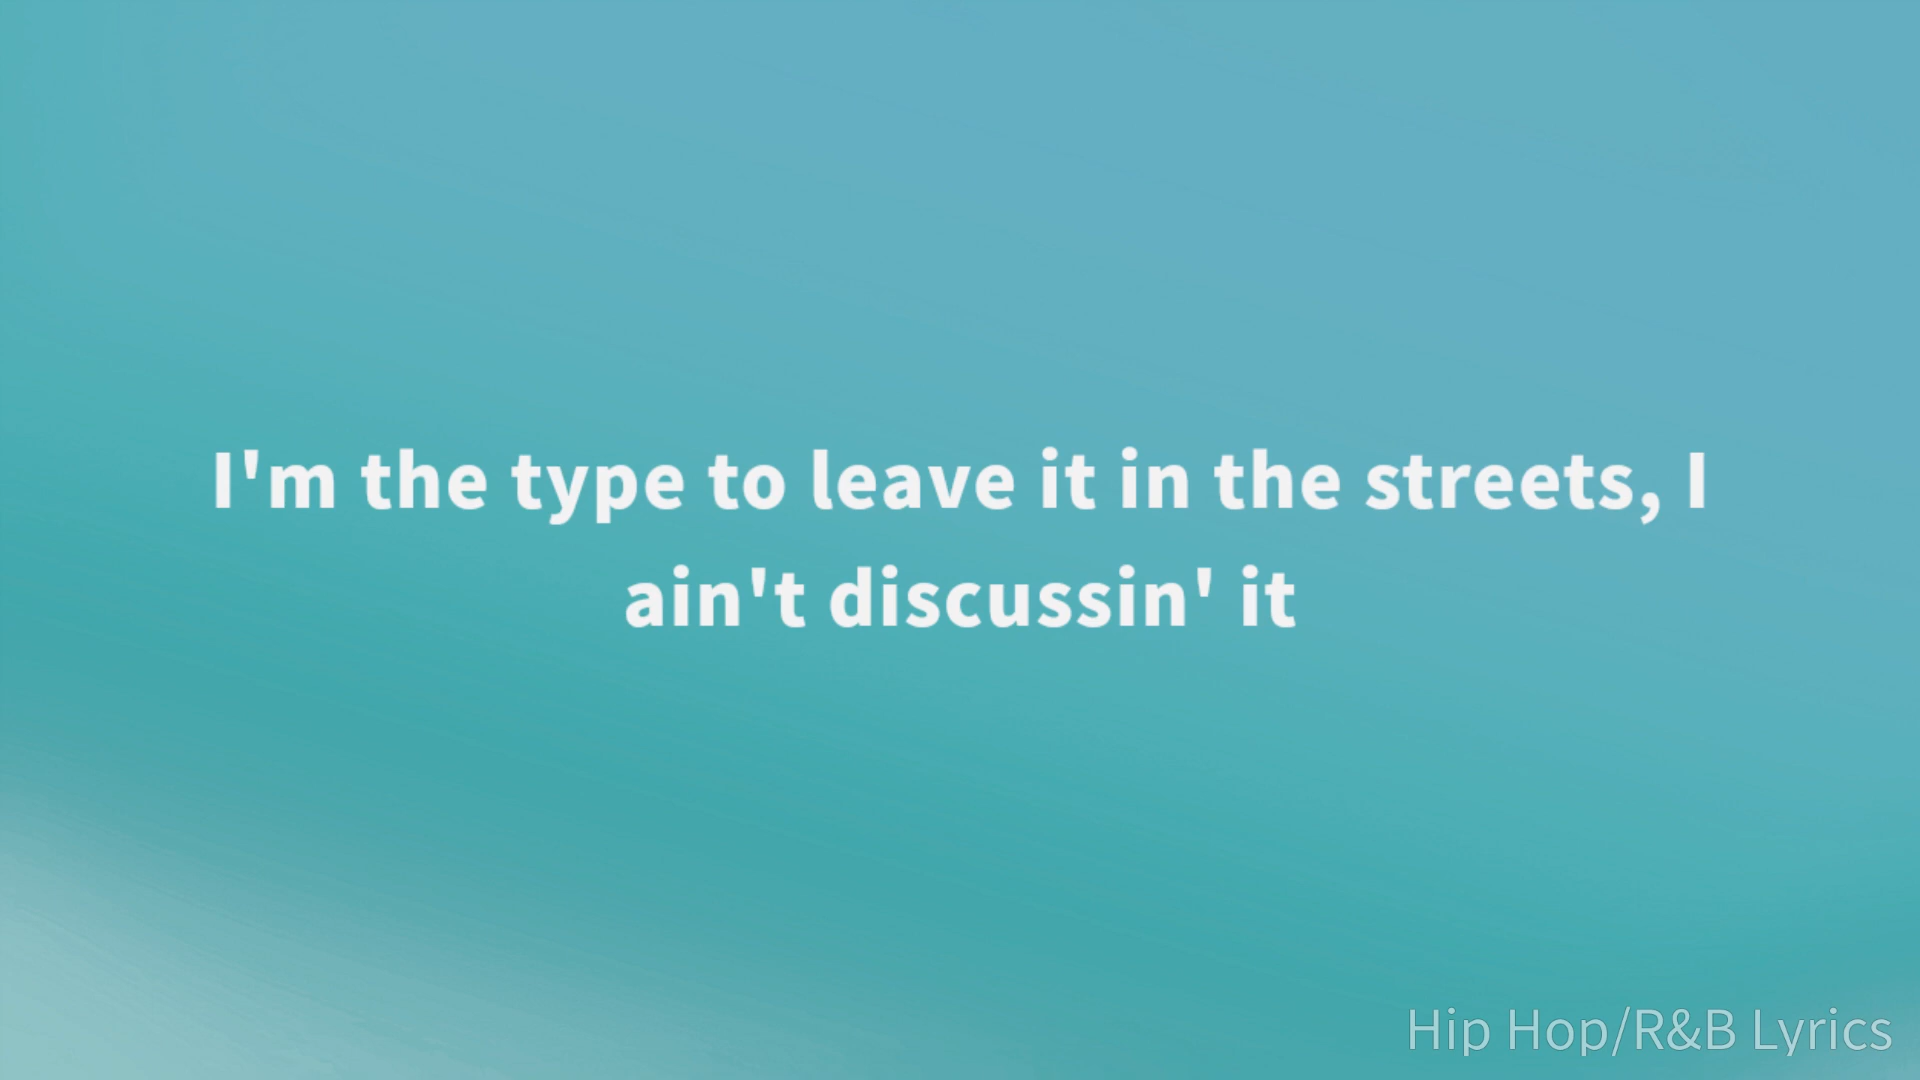 I'm the type to leave it in the streets, I
ain't discussin' it
Hip Hop/R&B Lyrics